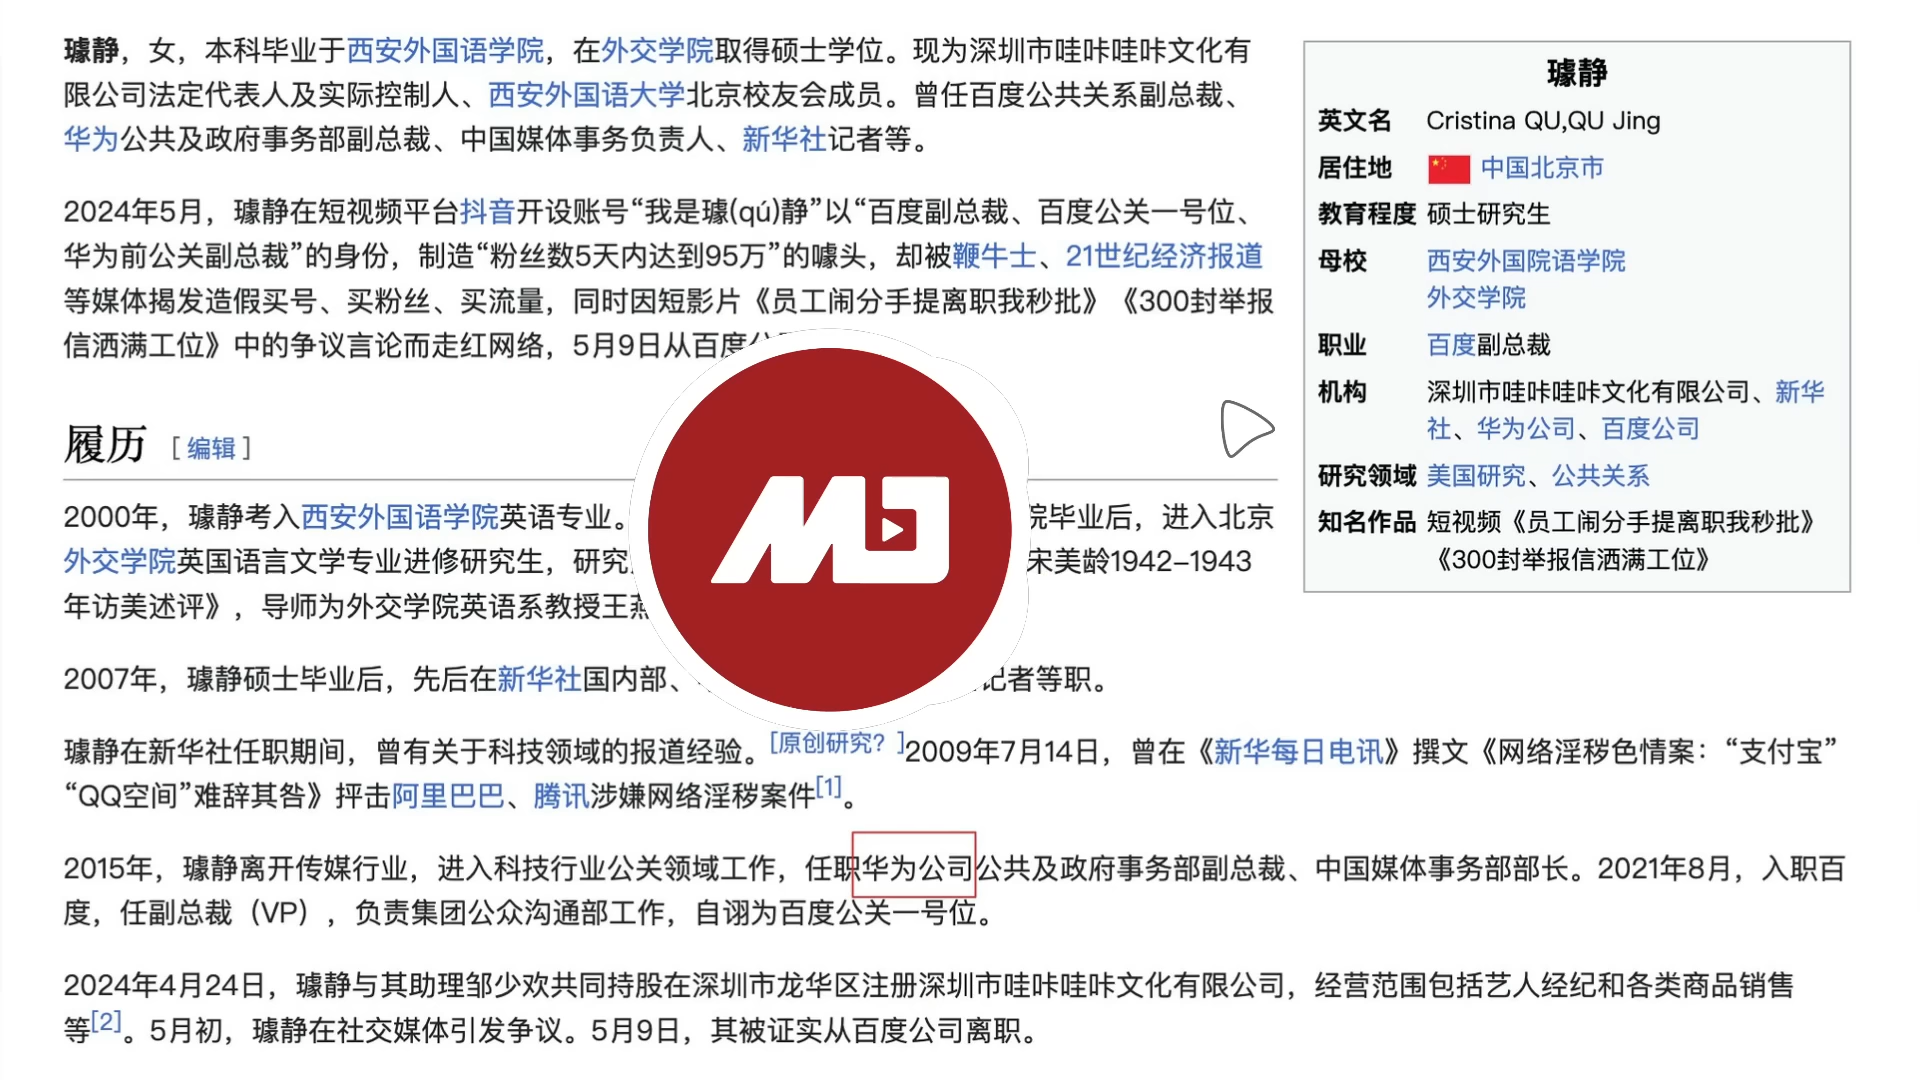 璩静，女，本科毕业于西安外国语学院，在外交学院取得硕士学位。现为深圳市哇咔哇咔文化有
限公司法定代表人及实际控制人、西安外国语大学北京校友会成员。曾任百度公共关系副总裁、
华为公共及政府事务部副总裁、中国媒体事务负责人、新华社记者等。
2024年5月，璩静在短视频平台抖音开设账号“我是璩(qú)静”以“百度副总裁、百度公关一号位、
华为前公关副总裁”的身份，制造“粉丝数5天内达到95万”的噱头，却被鞭牛士、21世纪经济报道
等媒体揭发造假买号、买粉丝、买流量，同时因短影片《员工闹分手提离职我秒批》《300封举报
信洒满工位》中的争议言论而走红网络，5月9日从百度
履历 [编辑]
2000年，璩静考入西安外国语学院英语专业。 院毕业后，进入北京
外交学院英国语言文学专业进修研究生，研究 宋美龄1942–1943
年访美述评》，导师为外交学院英语系教授王
2007年，璩静硕士毕业后，先后在新华社国内部、 记者等职。
璩静在新华社任职期间，曾有关于科技领域的报道经验。[原创研究？]2009年7月14日，曾在《新华每日电讯》撰文《网络淫秽色情案：“支付宝”
“QQ空间”难辞其咎》抨击阿里巴巴、腾讯涉嫌网络淫秽案件[1]。
2015年，璩静离开传媒行业，进入科技行业公关领域工作，任职华为公司公共及政府事务部副总裁、中国媒体事务部部长。2021年8月，入职百
度，任副总裁（VP），负责集团公众沟通部工作，自诩为百度公关一号位。
2024年4月24日，璩静与其助理邹少欢共同持股在深圳市龙华区注册深圳市哇咔哇咔文化有限公司，经营范围包括艺人经纪和各类商品销售
等[2]。5月初，璩静在社交媒体引发争议。5月9日，其被证实从百度公司离职。
璩静
英文名 Cristina QU,QU Jing
居住地 中国北京市
教育程度 硕士研究生
母校 西安外国院语学院
外交学院
职业 百度副总裁
机构 深圳市哇咔哇咔文化有限公司、新华
社、华为公司、百度公司
研究领域 美国研究、公共关系
知名作品 短视频《员工闹分手提离职我秒批》
《300封举报信洒满工位》